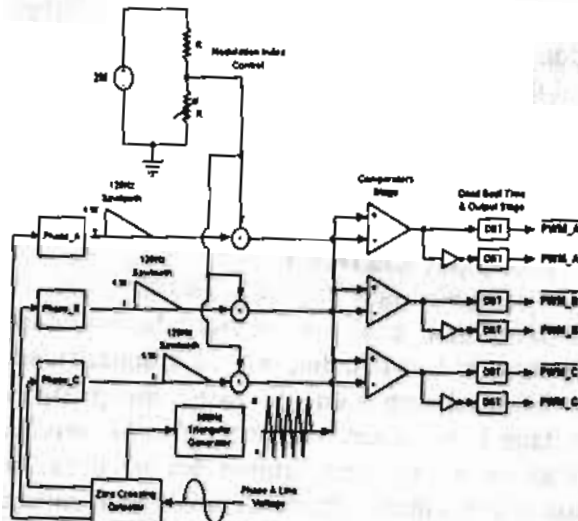 R
Modulation Index
Control
2M
R
120Hz
Sawtooth
Comparators
Stage
Dead Beat Time
& Output Stage
Phase_A
DBT
PWM_A
DBT
PWM_A
120Hz
Sawtooth
Phase_B
DBT
PWM_B
DBT
PWM_B
120Hz
Sawtooth
Phase_C
DBT
PWM_C
DBT
PWM_C
Triangular
Generator
Zero Crossing
Detector
Phase A Line
Voltage